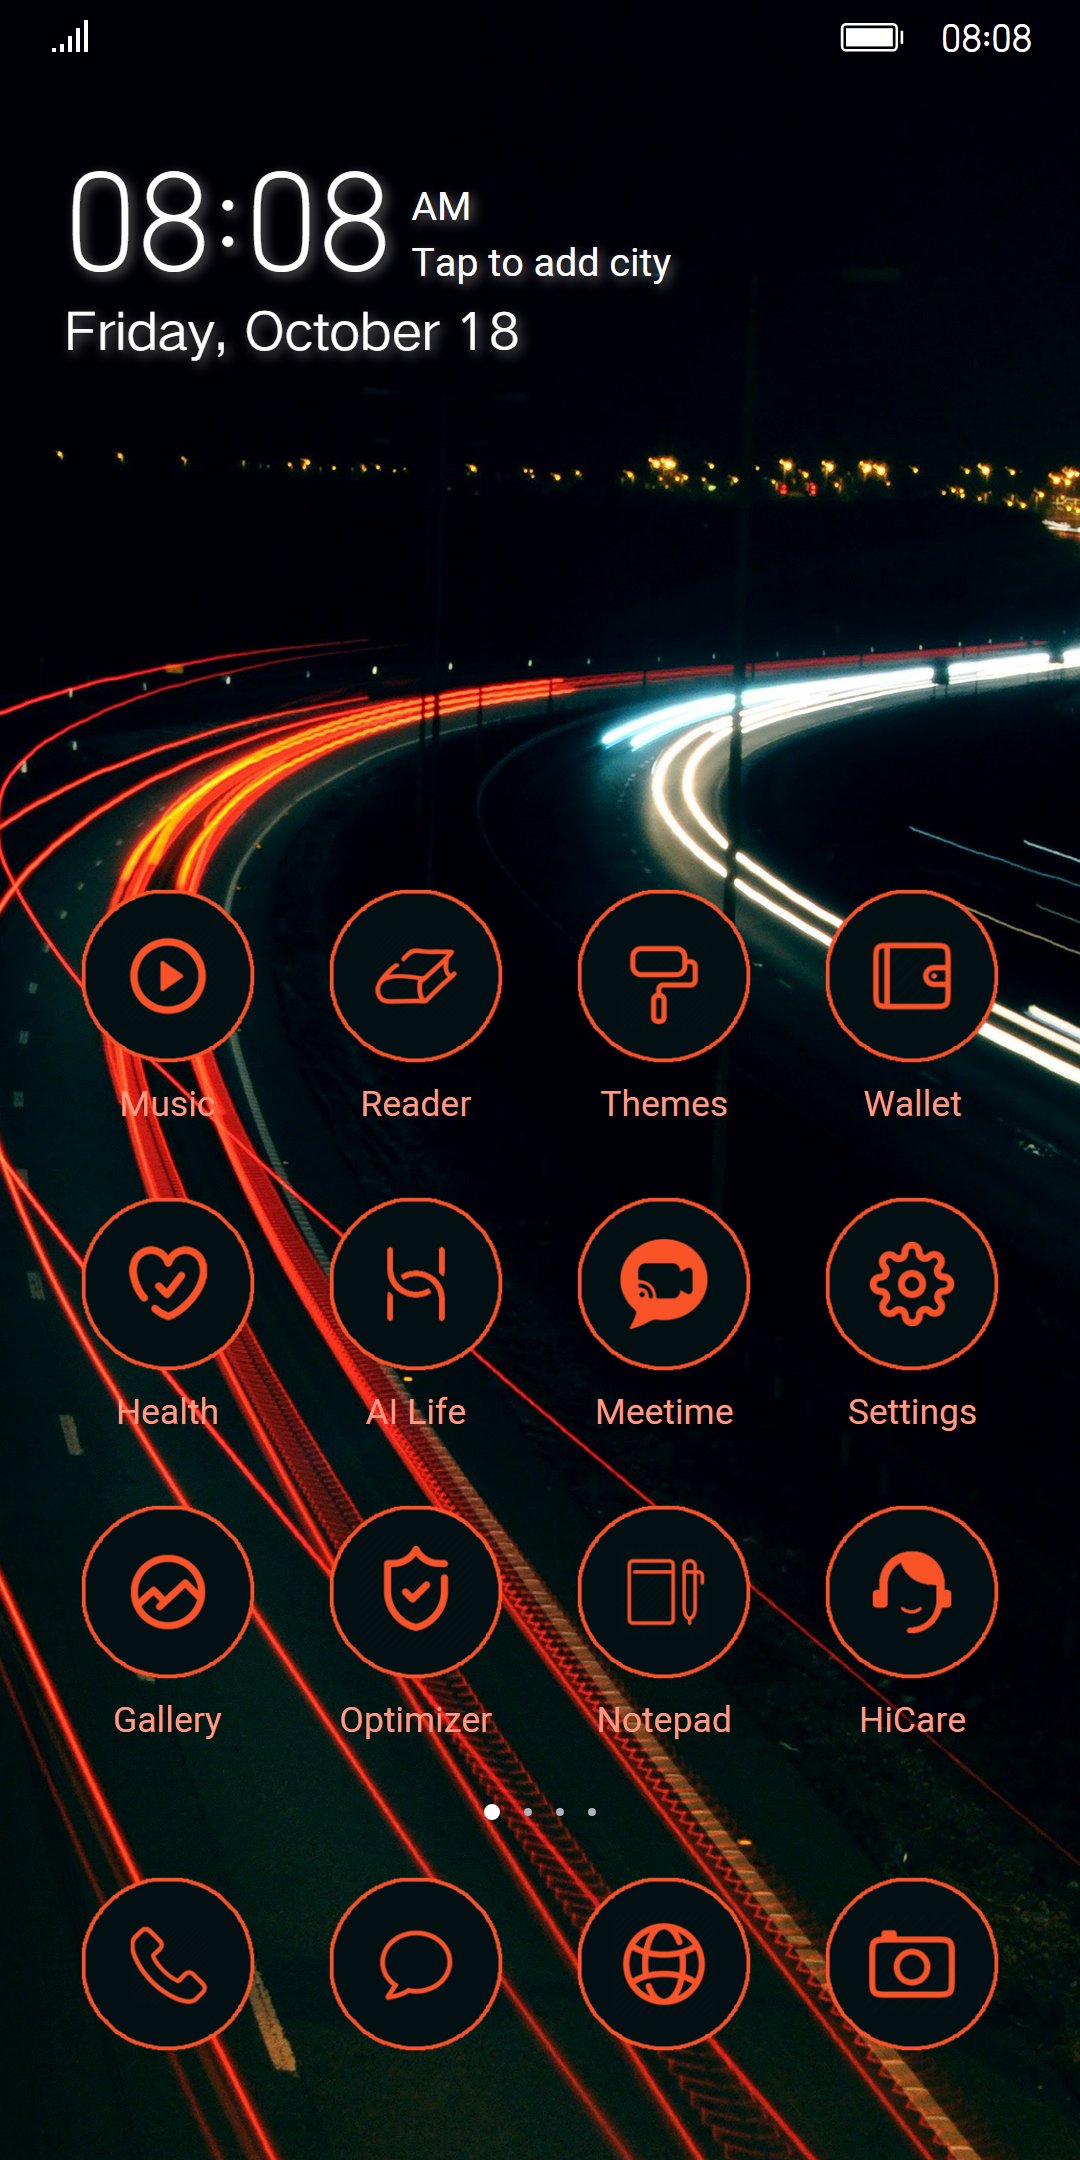 08:08
08:08 AM
Tap to add city
Friday, October 18
Music Reader Themes Wallet
Health AI Life Meetime Settings
Gallery Optimizer Notepad HiCare